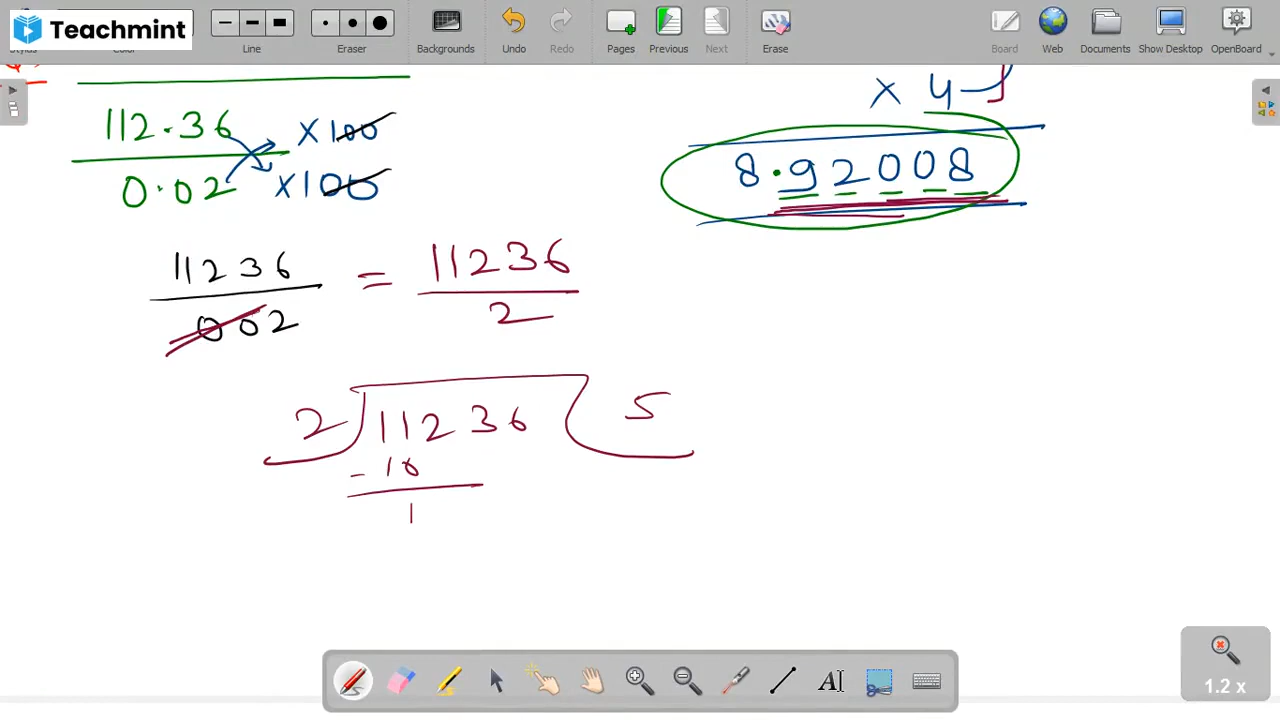 Teachmint
Line Eraser Backgrounds Undo Redo Pages Previous Next Erase Board Web Documents Show Desktop OpenBoard
112.36 ×100
0.02 ×100
× 4
8.92008
11236 = 11236
002 2
2 11236 5
- 10
1
1.2 x